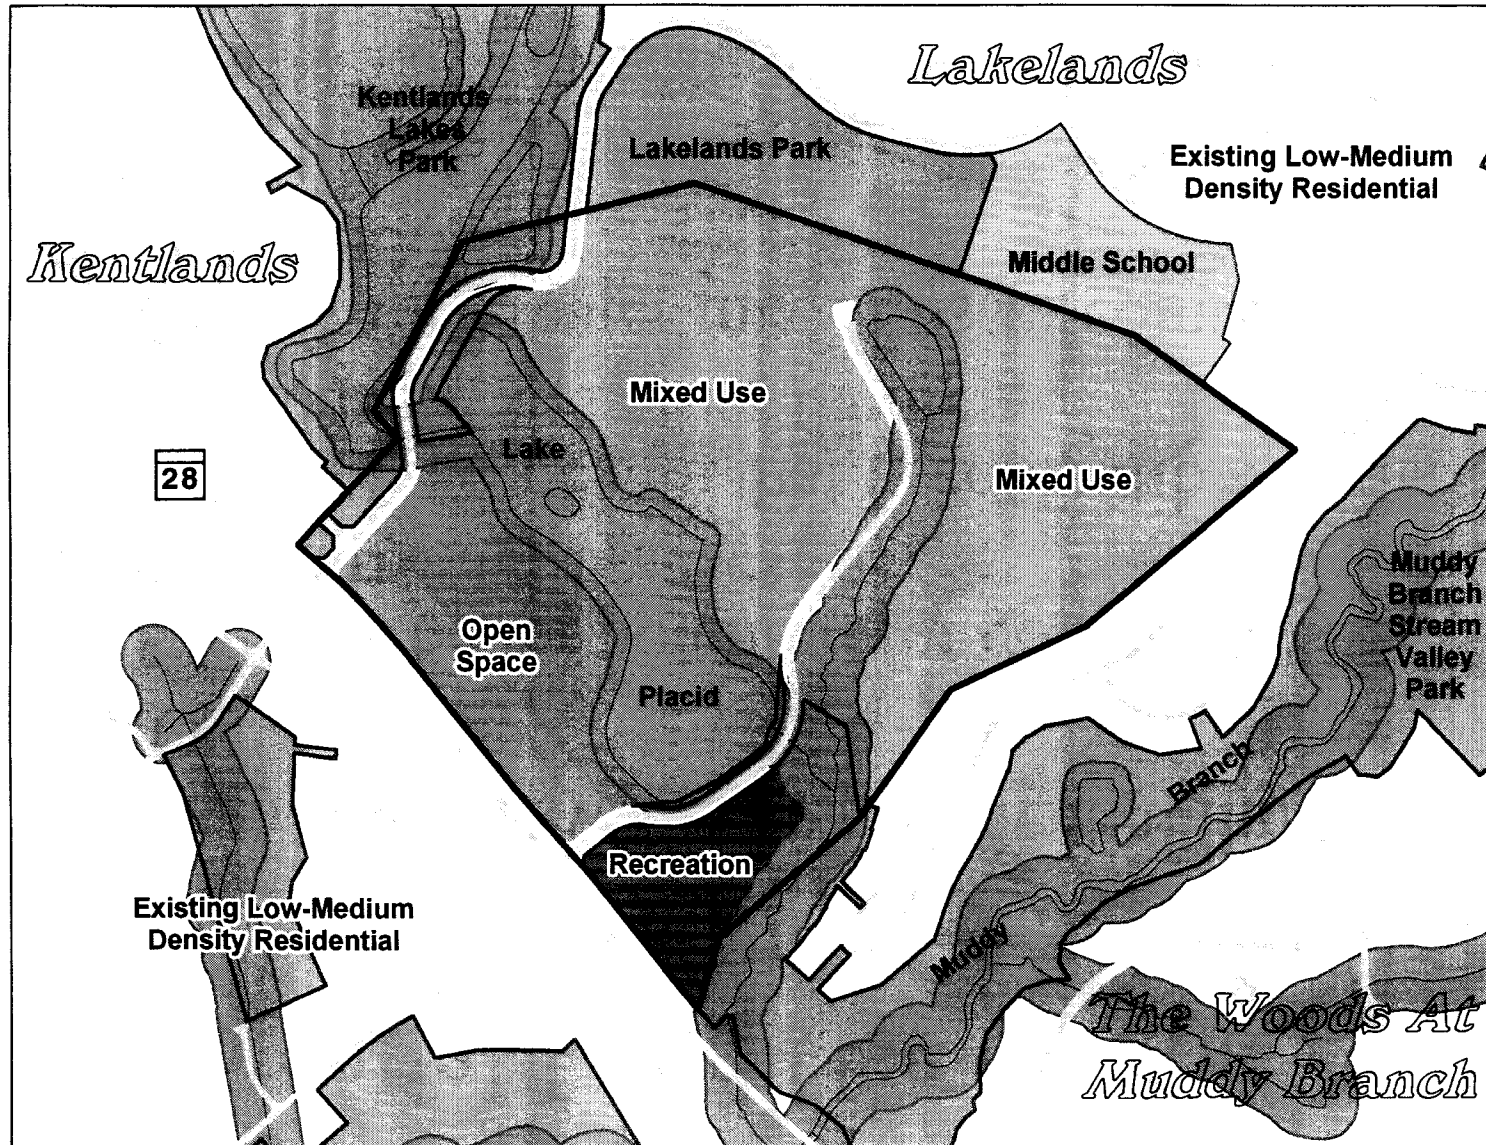 Lakelands
Kentlands
Lakes
Park
Lakelands Park
Existing Low-Medium
Density Residential
Kentlands
Middle School
Mixed Use
Lake
28
Mixed Use
Muddy
Branch
Stream
Valley
Park
Open
Space
Placid
Branch
Recreation
Existing Low-Medium
Density Residential
Muddy
The Woods At
Muddy Branch